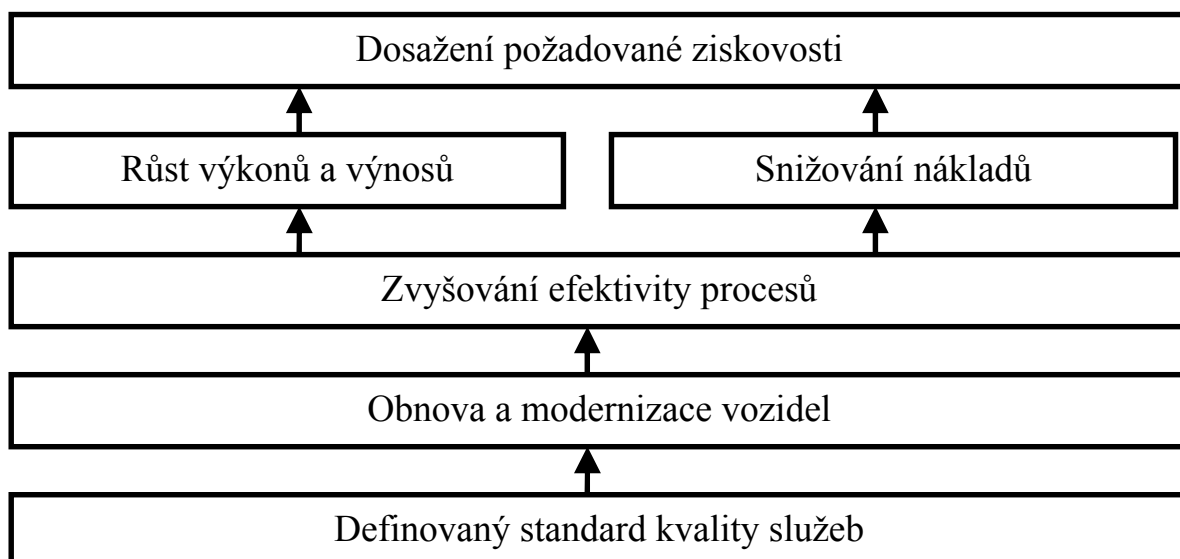 Dosažení požadované ziskovosti
Růst výkonů a výnosů
Snižování nákladů
Zvyšování efektivity procesů
Obnova a modernizace vozidel
Definovaný standard kvality služeb